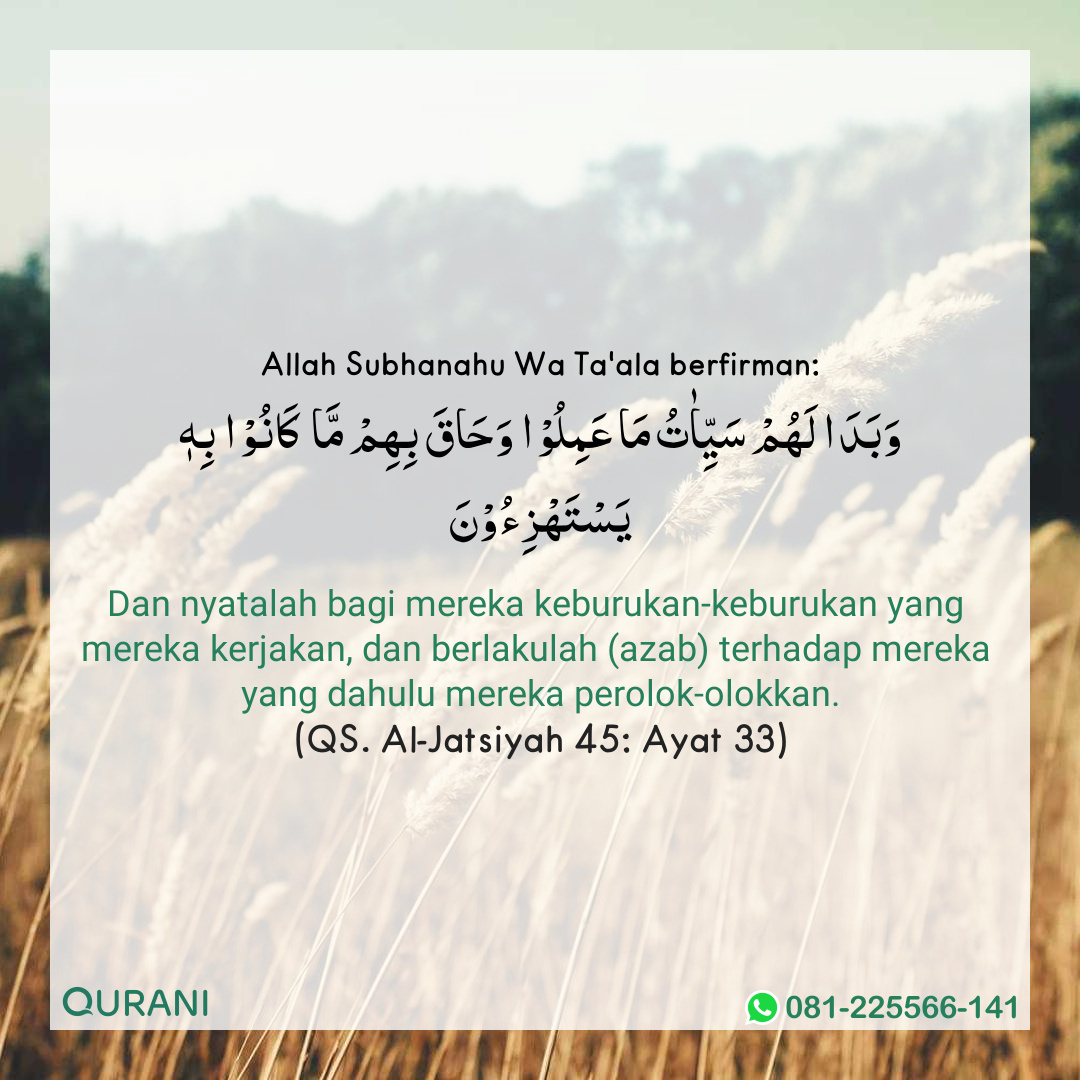 Allah Subhanahu Wa Ta'ala berfirman:
وَبَدَا لَهُمْ سَيِّاٰتُ مَا عَمِلُوْا وَحَاقَ بِهِمْ مَّا كَانُوْا بِهٖ
يَسْتَهْزِءُوْنَ
Dan nyatalah bagi mereka keburukan-keburukan yang
mereka kerjakan, dan berlakulah (azab) terhadap mereka
yang dahulu mereka perolok-olokkan.
(QS. Al-Jatsiyah 45: Ayat 33)
QURANI
081-225566-141